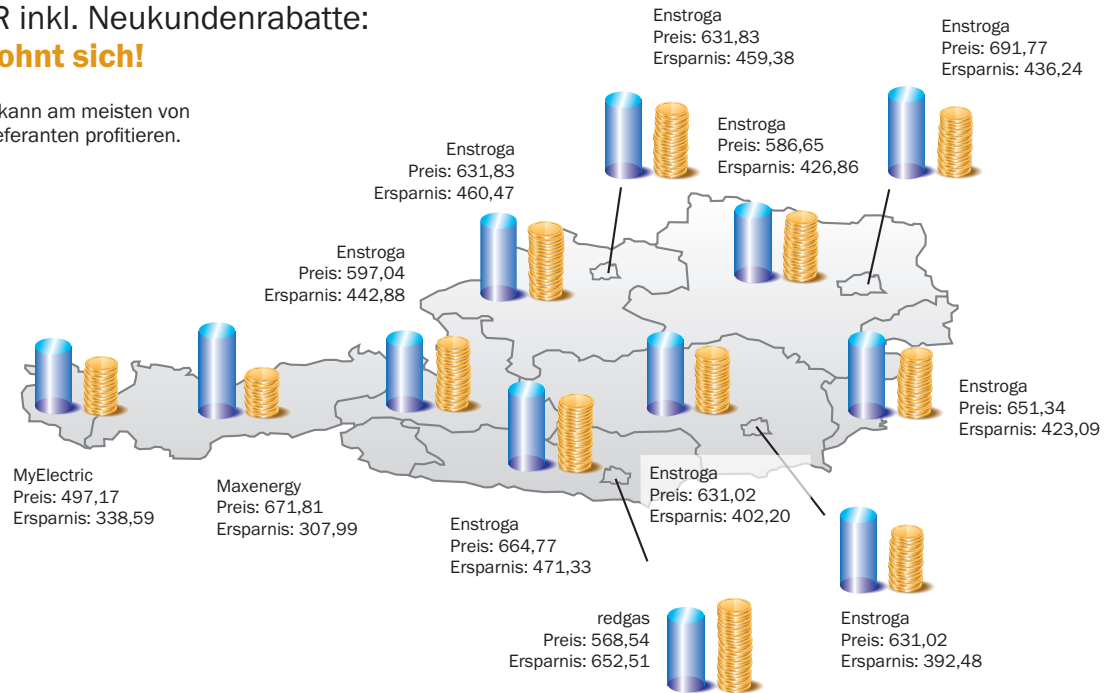 R inkl. Neukundenrabatte:
ohnt sich!
kann am meisten von
eferanten profitieren.
Enstroga
Preis: 631,83
Ersparnis: 459,38
Enstroga
Preis: 691,77
Ersparnis: 436,24
Enstroga
Preis: 586,65
Ersparnis: 426,86
Enstroga
Preis: 631,83
Ersparnis: 460,47
Enstroga
Preis: 597,04
Ersparnis: 442,88
Enstroga
Preis: 651,34
Ersparnis: 423,09
MyElectric
Preis: 497,17
Ersparnis: 338,59
Maxenergy
Preis: 671,81
Ersparnis: 307,99
Enstroga
Preis: 664,77
Ersparnis: 471,33
Enstroga
Preis: 631,02
Ersparnis: 402,20
redgas
Preis: 568,54
Ersparnis: 652,51
Enstroga
Preis: 631,02
Ersparnis: 392,48